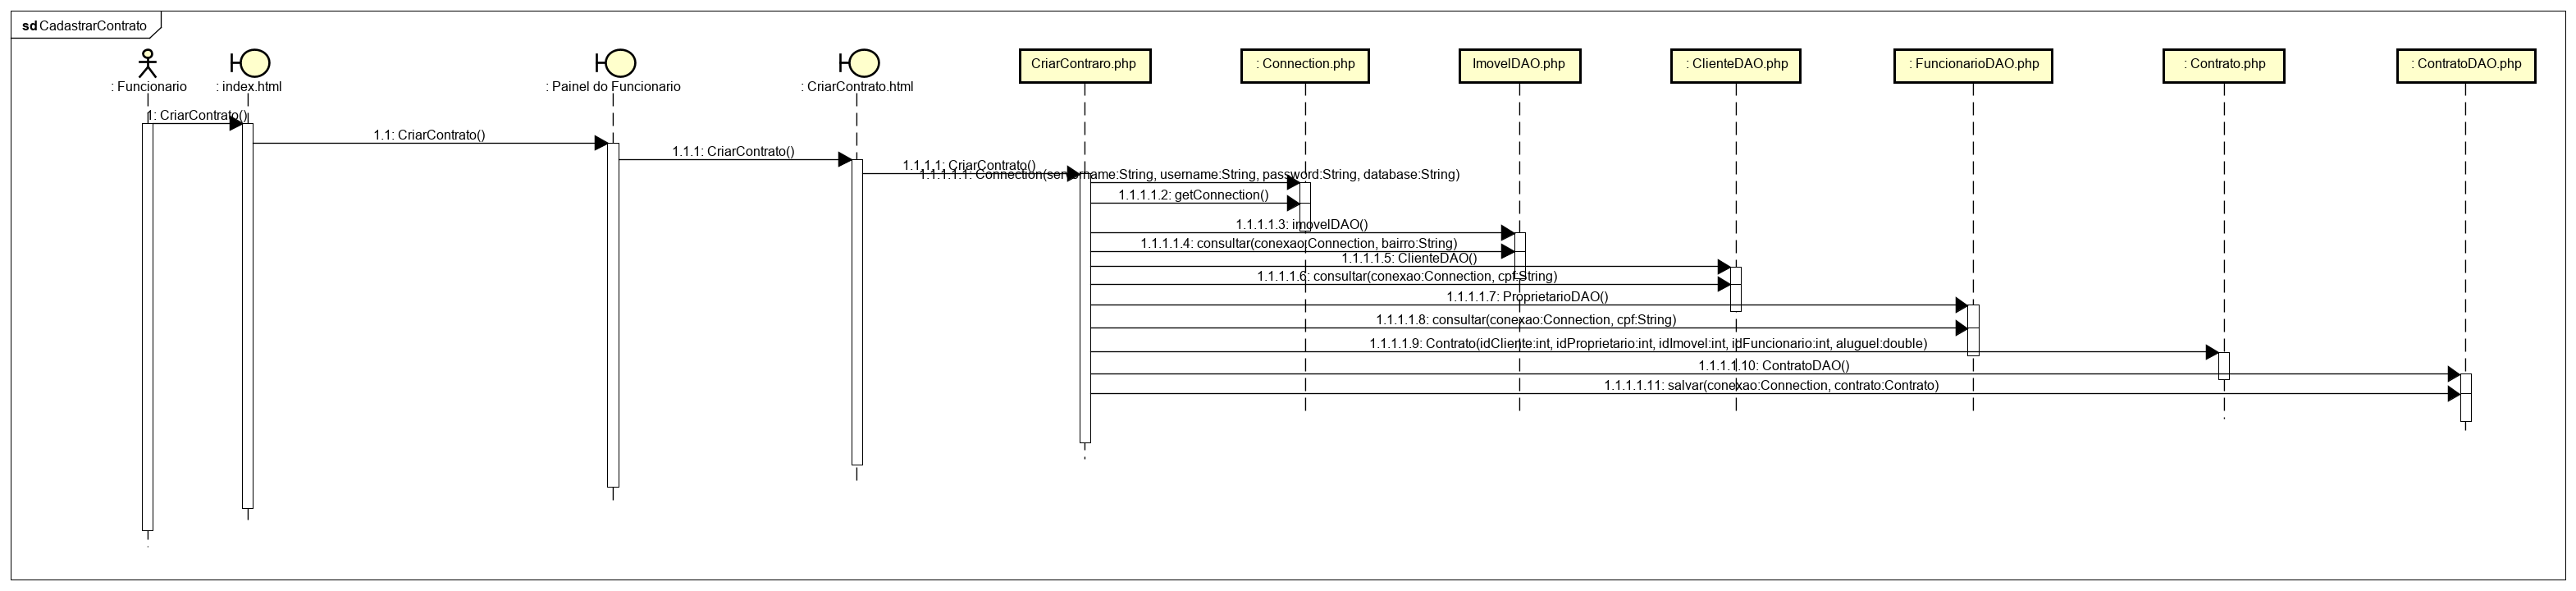 sd CadastrarContrato
: Funcionario
: index.html
: Painel do Funcionario
: CriarContrato.html
CriarContraro.php
: Connection.php
ImovelDAO.php
: ClienteDAO.php
: FuncionarioDAO.php
: Contrato.php
: ContratoDAO.php
1: CriarContrato()
1.1: CriarContrato()
1.1.1: CriarContrato()
1.1.1.1: CriarContrato()
1.1.1.1.1: Connection(servername:String, username:String, password:String, database:String)
1.1.1.1.2: getConnection()
1.1.1.1.3: imovelDAO()
1.1.1.1.4: consultar(conexao:Connection, bairro:String)
1.1.1.1.5: ClienteDAO()
1.1.1.1.6: consultar(conexao:Connection, cpf:String)
1.1.1.1.7: ProprietarioDAO()
1.1.1.1.8: consultar(conexao:Connection, cpf:String)
1.1.1.1.9: Contrato(idCliente:int, idProprietario:int, idImovel:int, idFuncionario:int, aluguel:double)
1.1.1.1.10: ContratoDAO()
1.1.1.1.11: salvar(conexao:Connection, contrato:Contrato)